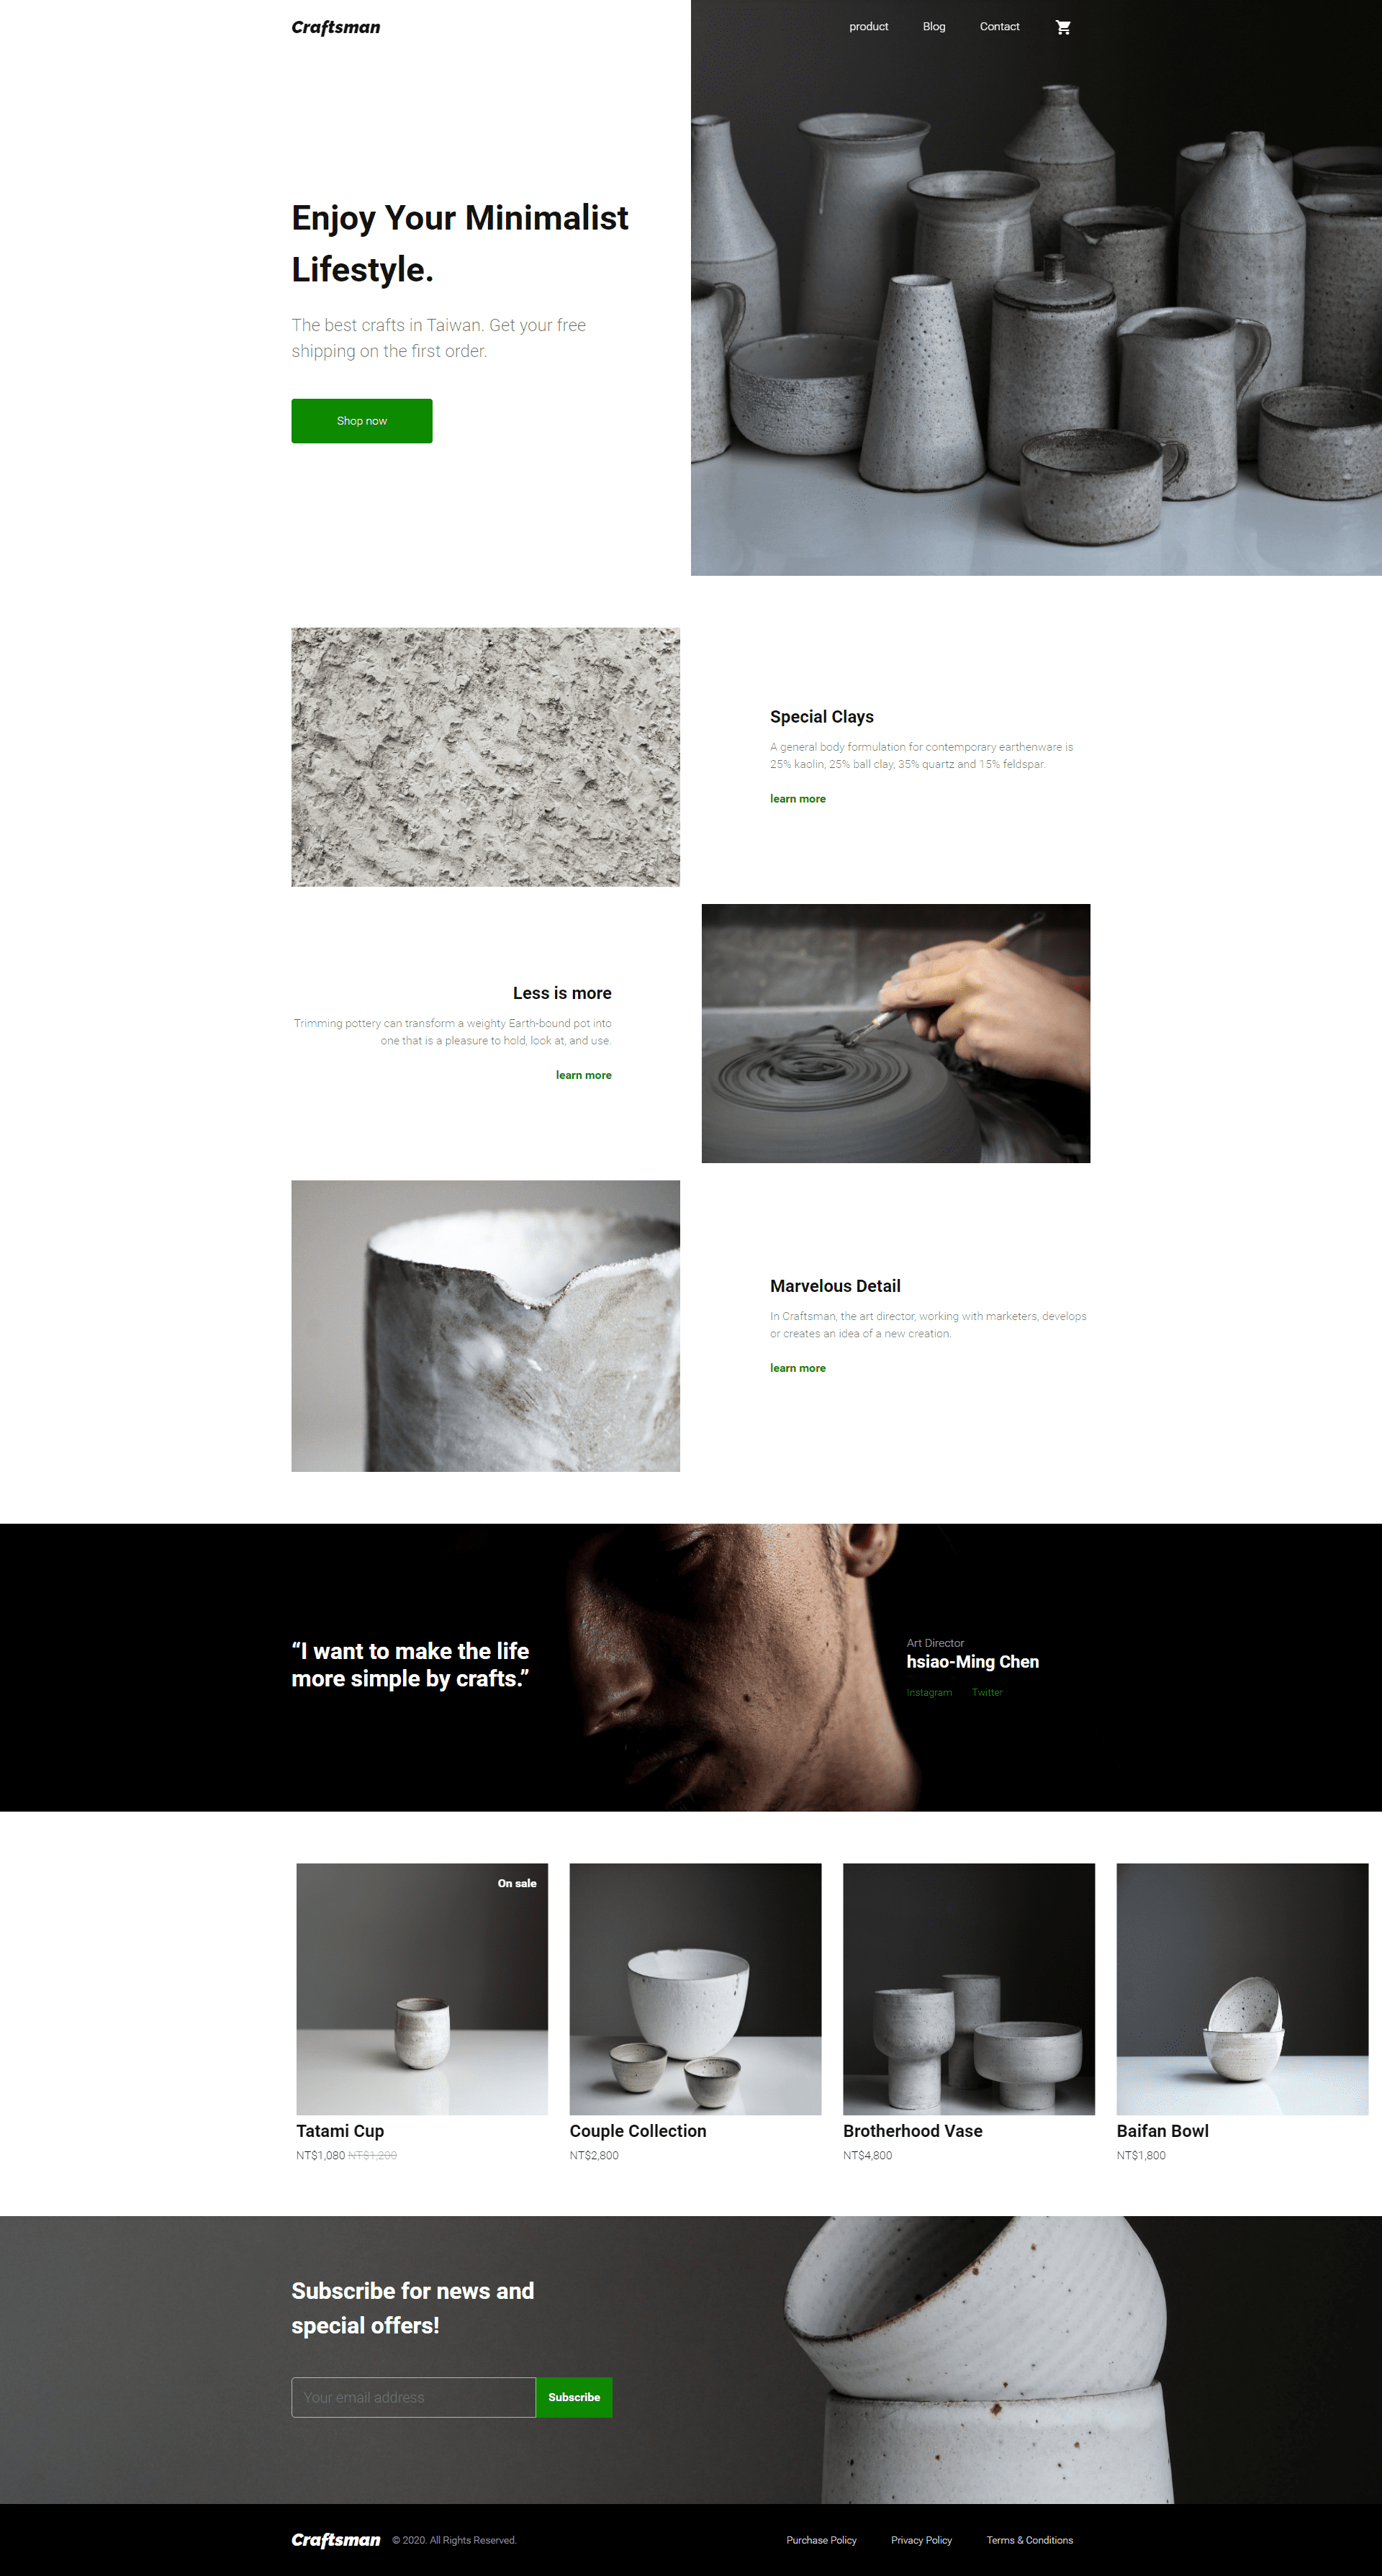 Craftsman
product Blog Contact
Enjoy Your Minimalist
Lifestyle.
The best crafts in Taiwan. Get your free
shipping on the first order.
Shop now
Special Clays
A general body formulation for contemporary earthenware is
25% kaolin, 25% ball clay, 35% quartz and 15% feldspar.
learn more
Less is more
Trimming pottery can transform a weighty Earth-bound pot into
one that is a pleasure to hold, look at, and use.
learn more
Marvelous Detail
In Craftsman, the art director, working with marketers, develops
or creates an idea of a new creation.
learn more
“I want to make the life
more simple by crafts.”
Art Director
hsiao-Ming Chen
Instagram Twitter
On sale
Tatami Cup
NT$1,080 NT$1,200
Couple Collection
NT$2,800
Brotherhood Vase
NT$4,800
Baifan Bowl
NT$1,800
Subscribe for news and
special offers!
Your email address
Subscribe
Craftsman © 2020. All Rights Reserved.
Purchase Policy Privacy Policy Terms & Conditions